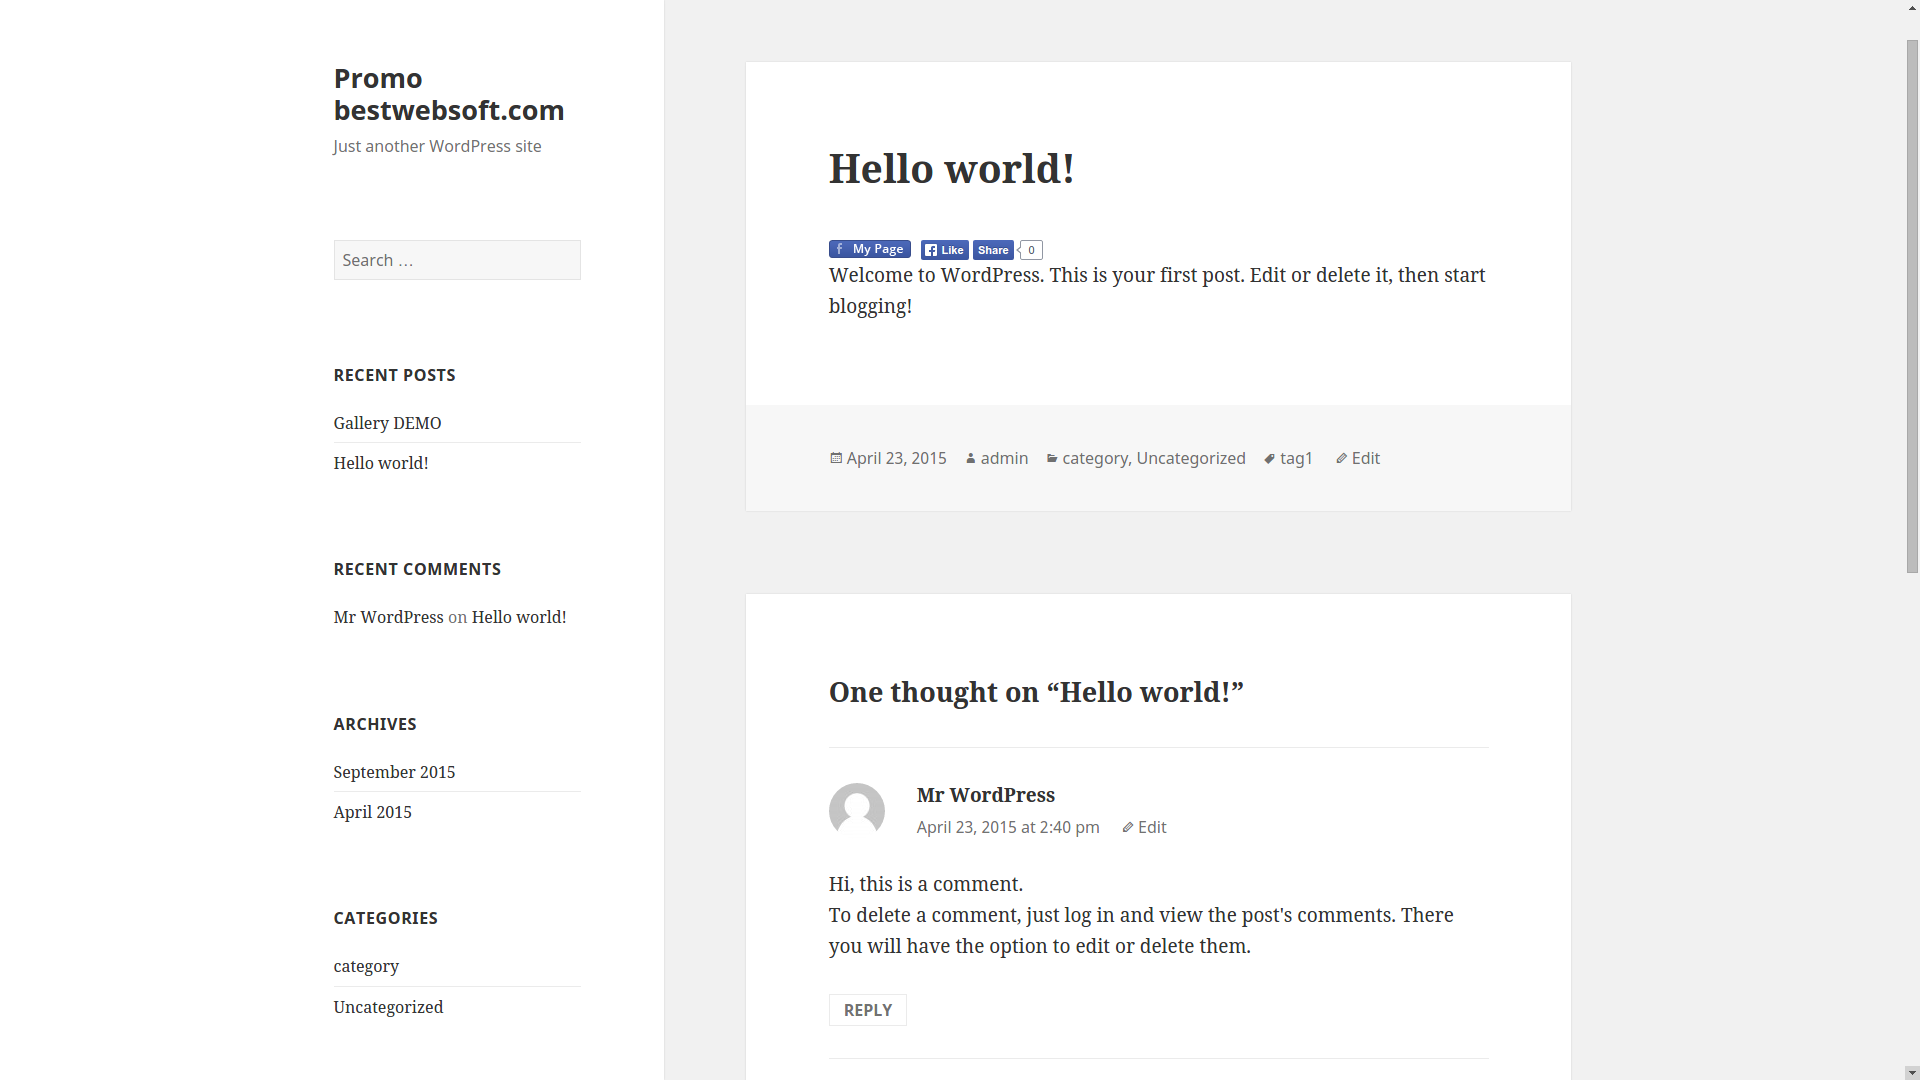 Promo
bestwebsoft.com
Just another WordPress site
Search …
RECENT POSTS
Gallery DEMO
Hello world!
RECENT COMMENTS
Mr WordPress on Hello world!
ARCHIVES
September 2015
April 2015
CATEGORIES
category
Uncategorized
Hello world!
My Page Like Share 0
Welcome to WordPress. This is your first post. Edit or delete it, then start
blogging!
April 23, 2015 admin category, Uncategorized tag1 Edit
One thought on “Hello world!”
Mr WordPress
April 23, 2015 at 2:40 pm Edit
Hi, this is a comment.
To delete a comment, just log in and view the post's comments. There
you will have the option to edit or delete them.
REPLY